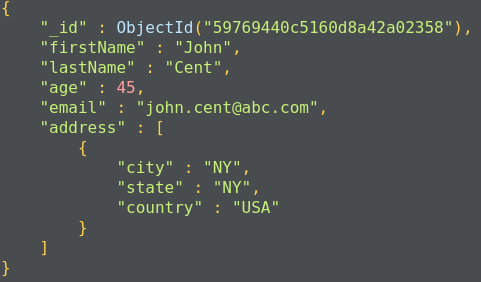 {
    "_id" : ObjectId("59769440c5160d8a42a02358"),
    "firstName" : "John",
    "lastName" : "Cent",
    "age" : 45,
    "email" : "john.cent@abc.com",
    "address" : [
        {
            "city" : "NY",
            "state" : "NY",
            "country" : "USA"
        }
    ]
}